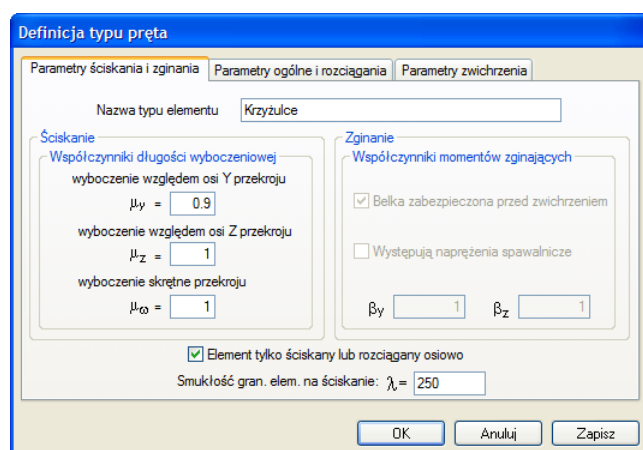 Definicja typu pręta
Parametry ściskania i zginania Parametry ogólne i rozciągania Parametry zwichrzenia
Nazwa typu elementu Krzyżulce
Ściskanie
Współczynniki długości wyboczeniowej
wyboczenie względem osi Y przekroju
μy = 0.9
wyboczenie względem osi Z przekroju
μz = 1
wyboczenie skrętne przekroju
μω = 1
Zginanie
Współczynniki momentów zginających
Belka zabezpieczona przed zwichrzeniem
Występują naprężenia spawalnicze
βy 1 βz 1
Element tylko ściskany lub rozciągany osiowo
Smukłość gran. elem. na ściskanie: λ = 250
OK Anuluj Zapisz